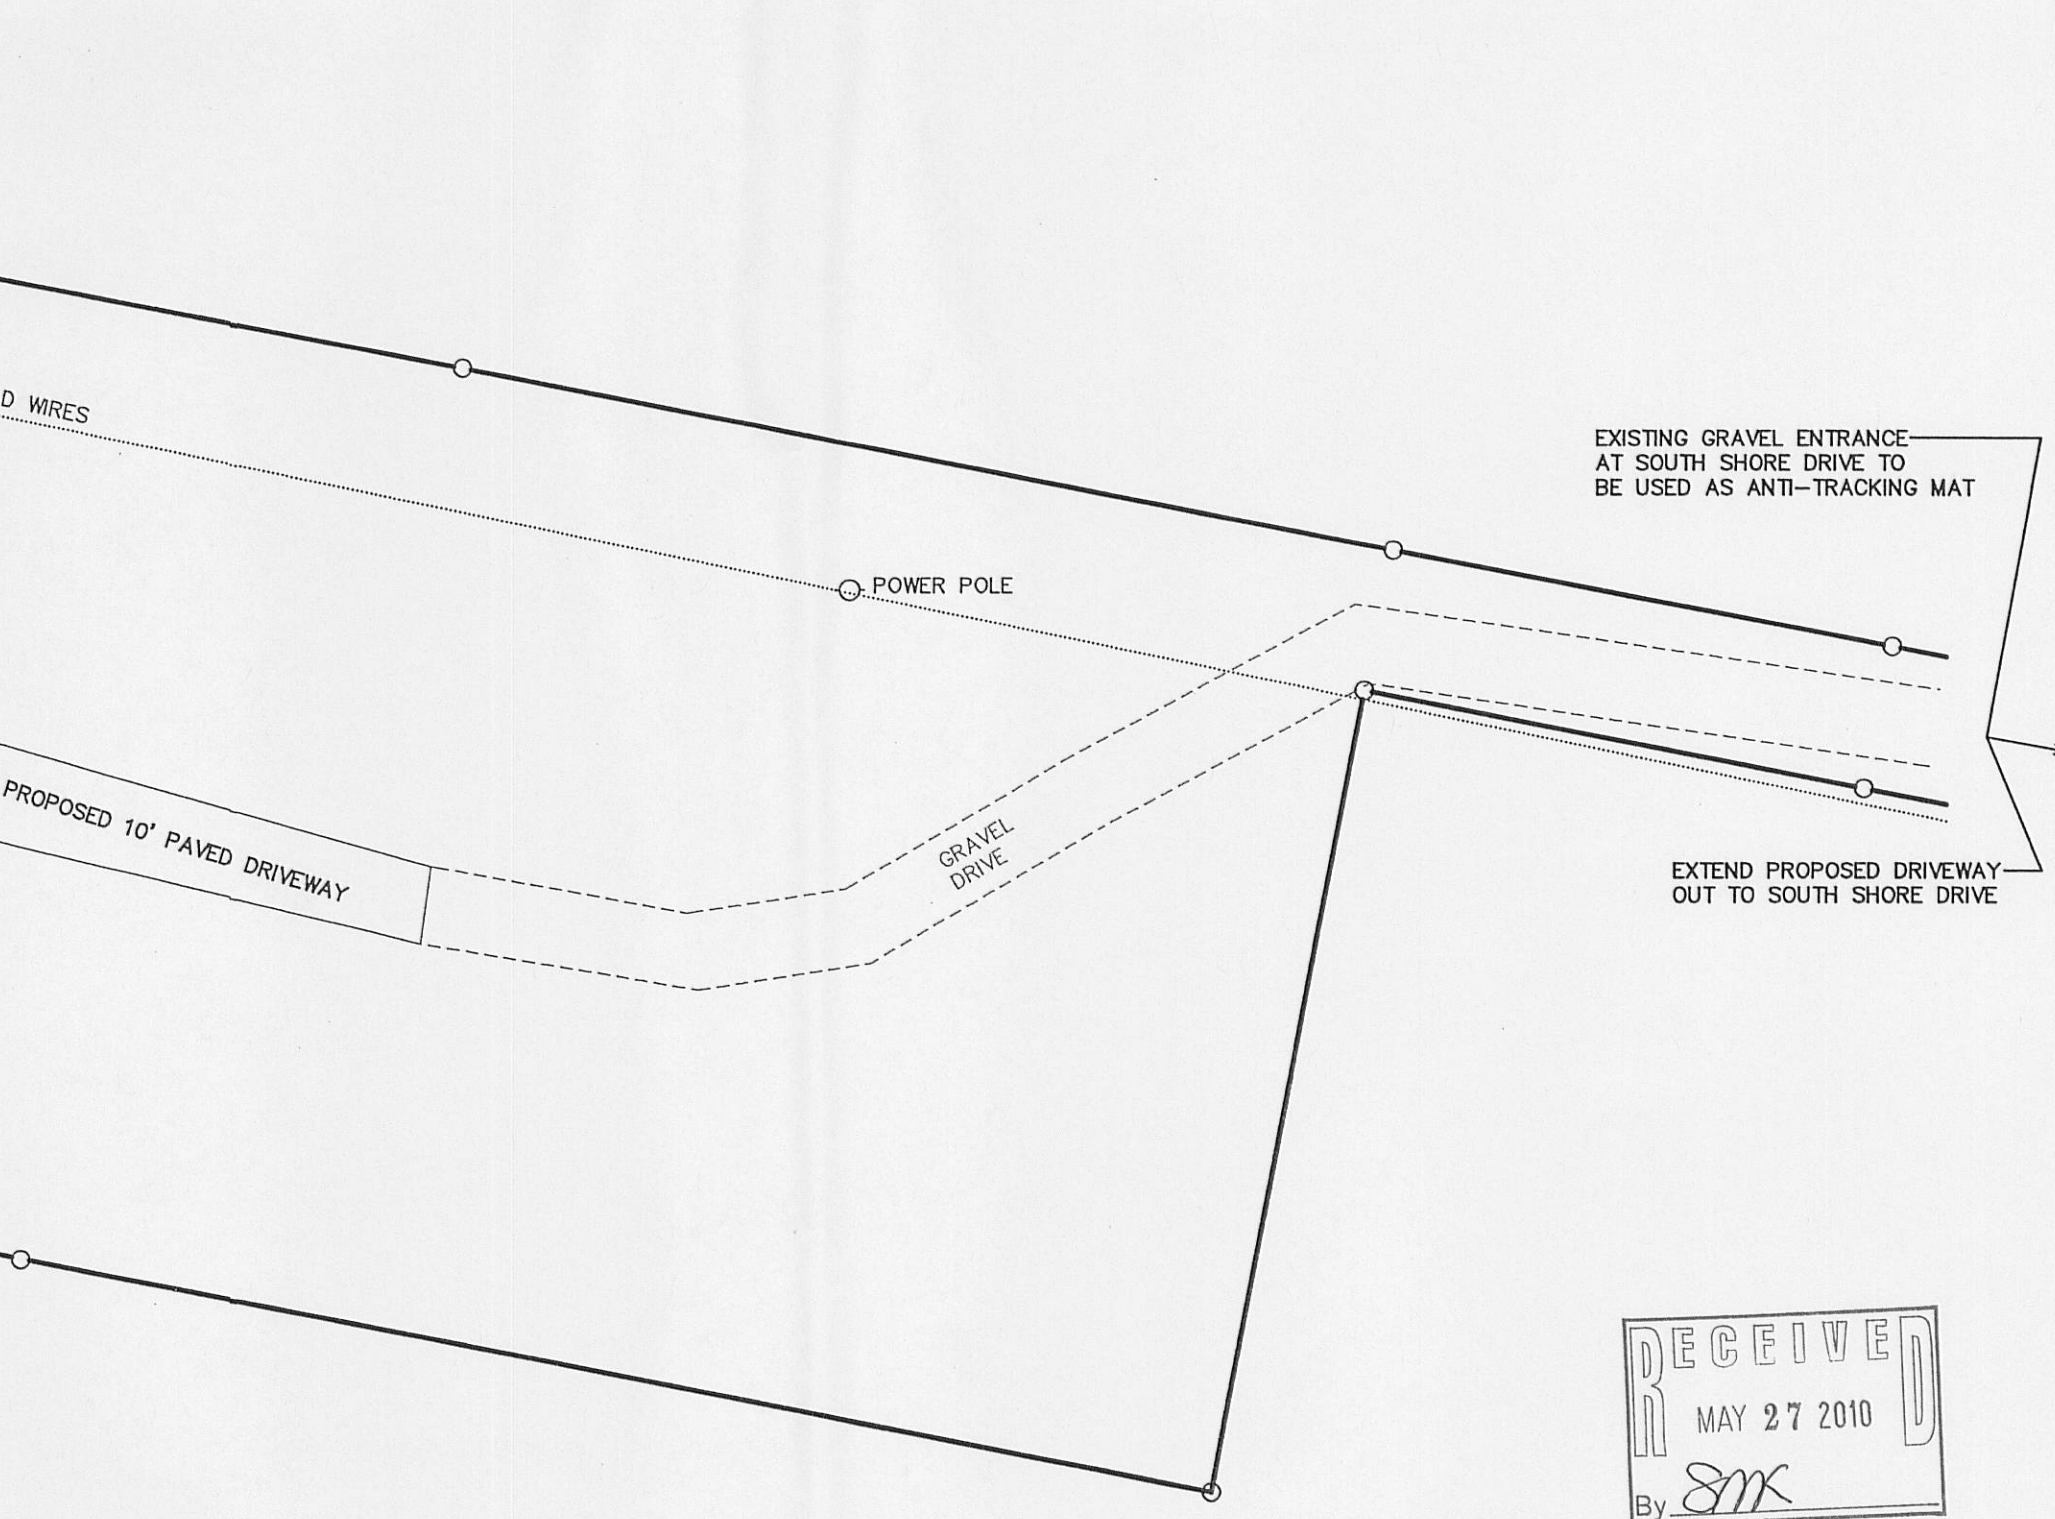 D WIRES
EXISTING GRAVEL ENTRANCE
AT SOUTH SHORE DRIVE TO
BE USED AS ANTI-TRACKING MAT
POWER POLE
PROPOSED 10' PAVED DRIVEWAY
GRAVEL
DRIVE
EXTEND PROPOSED DRIVEWAY
OUT TO SOUTH SHORE DRIVE
RECEIVED
MAY 27 2010
By SMK